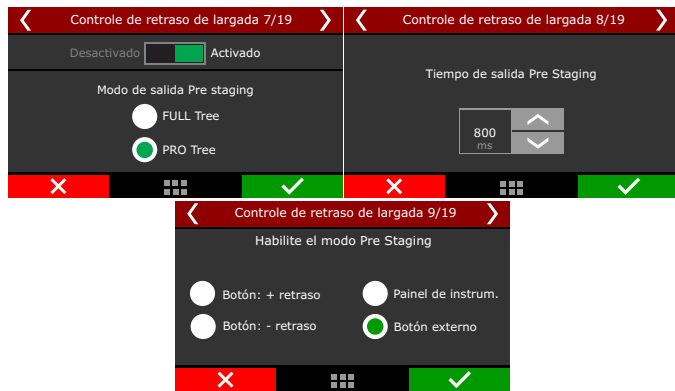 Controle de retraso de largada 7/19
Desactivado Activado
Modo de salida Pre staging
FULL Tree
PRO Tree
Controle de retraso de largada 8/19
Tiempo de salida Pre Staging
800
ms
Controle de retraso de largada 9/19
Habilite el modo Pre Staging
Botón: + retraso Painel de instrum.
Botón: - retraso Botón externo